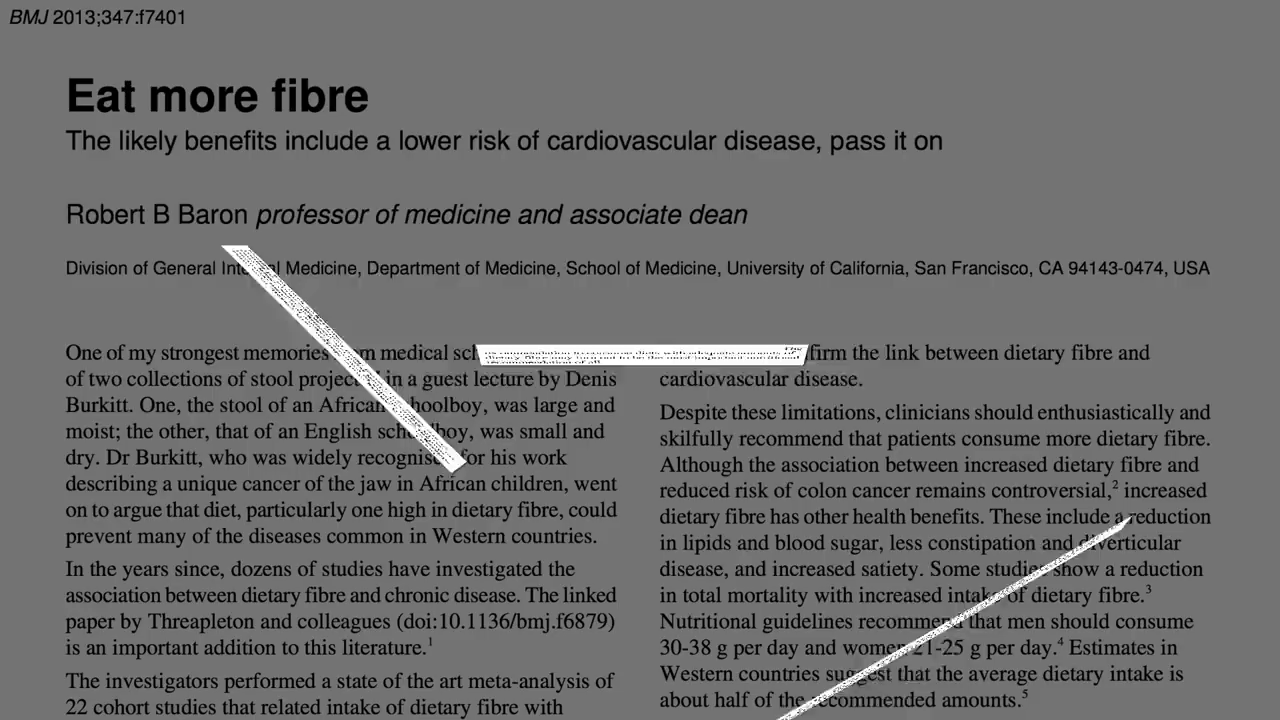 BMJ 2013;347:f7401
Eat more fibre
The likely benefits include a lower risk of cardiovascular disease, pass it on
Robert B Baron professor of medicine and associate dean
Division of General Internal Medicine, Department of Medicine, School of Medicine, University of California, San Francisco, CA 94143-0474, USA
One of my strongest memories from medical
of two collections of stool projected in a guest lecture by Denis
Burkitt. One, the stool of an African schoolboy, was large and
moist; the other, that of an English schoolboy, was small and
dry. Dr Burkitt, who was widely recognised for his work
describing a unique cancer of the jaw in African children, went
on to argue that diet, particularly one high in dietary fibre, could
prevent many of the diseases common in Western countries.
In the years since, dozens of studies have investigated the
association between dietary fibre and chronic disease. The linked
paper by Threapleton and colleagues (doi:10.1136/bmj.f6879)
is an important addition to this literature.1
The investigators performed a state of the art meta-analysis of
22 cohort studies that related intake of dietary fibre with
the link between dietary fibre and
cardiovascular disease.
Despite these limitations, clinicians should enthusiastically and
skilfully recommend that patients consume more dietary fibre.
Although the association between increased dietary fibre and
reduced risk of colon cancer remains controversial,2 increased
dietary fibre has other health benefits. These include a reduction
in lipids and blood sugar, less constipation and diverticular
disease, and increased satiety. Some studies show a reduction
in total mortality with increased intake of dietary fibre.3
Nutritional guidelines recommend that men should consume
30-38 g per day and women 21-25 g per day.4 Estimates in
Western countries suggest that the average dietary intake is
about half of the recommended amounts.5